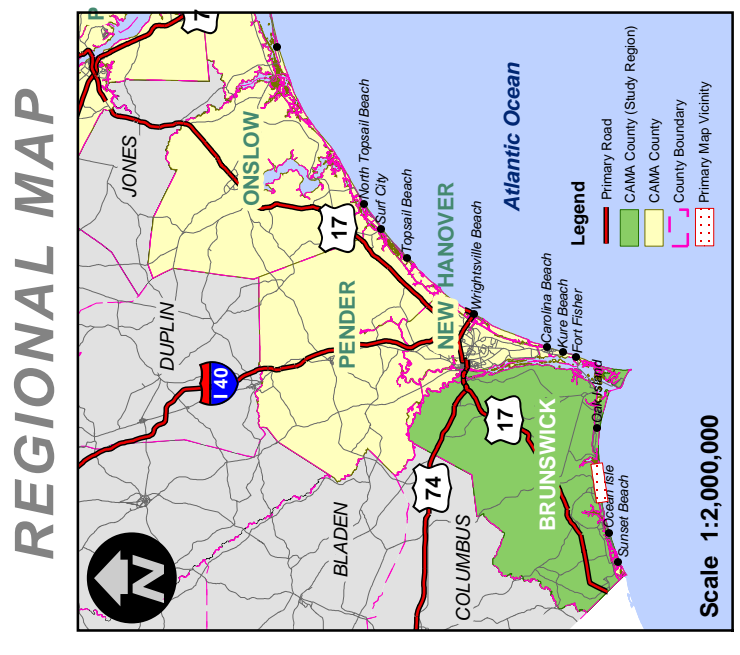 REGIONAL MAP
P
JONES
ONSLOW
North Topsail Beach
Surf City
Topsail Beach
Atlantic Ocean
17
NEW HANOVER
Wrightsville Beach
DUPLIN
PENDER
I 40
Carolina Beach
Kure Beach
Fort Fisher
Oak Island
17
BRUNSWICK
74
Ocean Isle
Sunset Beach
BLADEN
COLUMBUS
N
Legend
Primary Road
CAMA County (Study Region)
CAMA County
County Boundary
Primary Map Vicinity
Scale 1:2,000,000